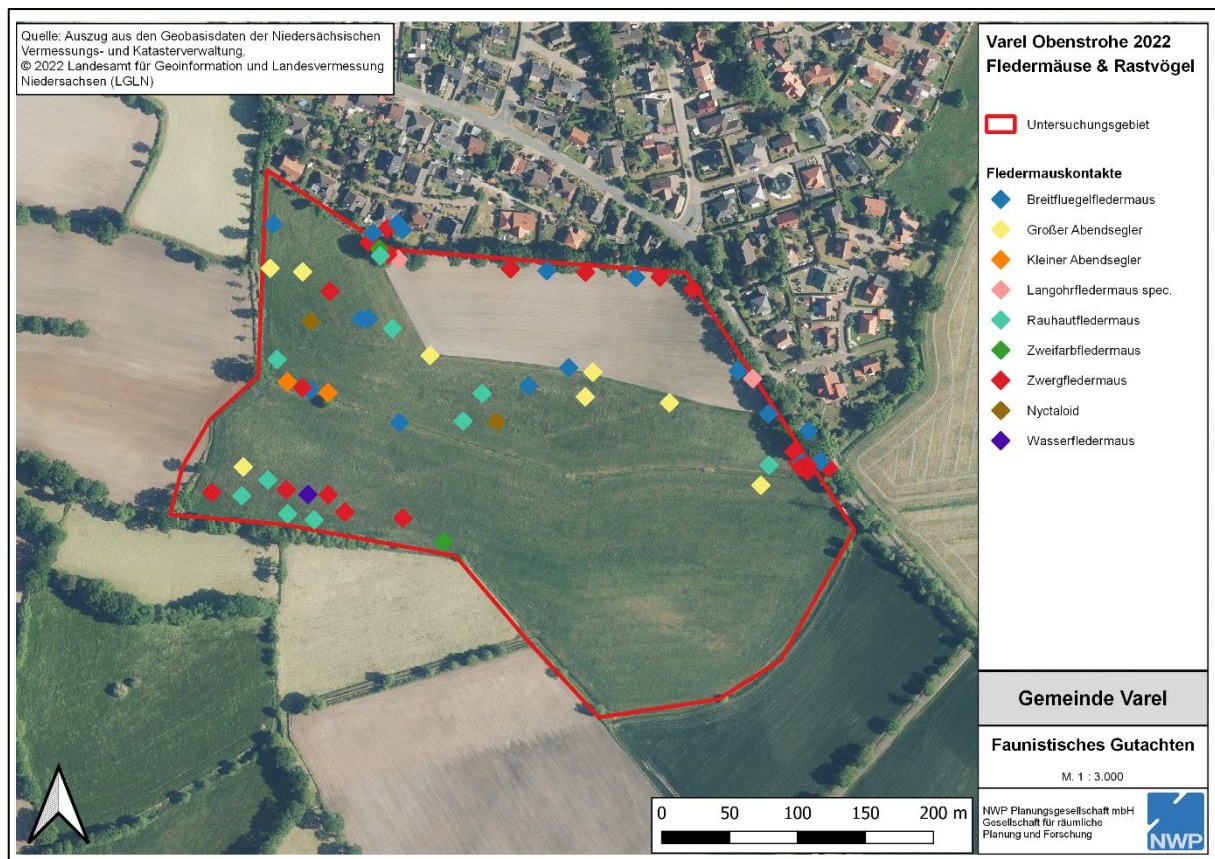 Quelle: Auszug aus den Geobasisdaten der Niedersächsischen
Vermessungs- und Katasterverwaltung,
© 2022 Landesamt für Geoinformation und Landesvermessung
Niedersachsen (LGLN)
Varel Obenstrohe 2022
Fledermäuse & Rastvögel
Untersuchungsgebiet
Fledermauskontakte
Breitfluegelfledermaus
Großer Abendsegler
Kleiner Abendsegler
Langohrfledermaus spec.
Rauhautfledermaus
Zweifarbfledermaus
Zwergfledermaus
Nyctaloid
Wasserfledermaus
Gemeinde Varel
Faunistisches Gutachten
M. 1 : 3.000
NWP Planungsgesellschaft mbH
Gesellschaft für räumliche
Planung und Forschung
NWP
0 50 100 150 200 m